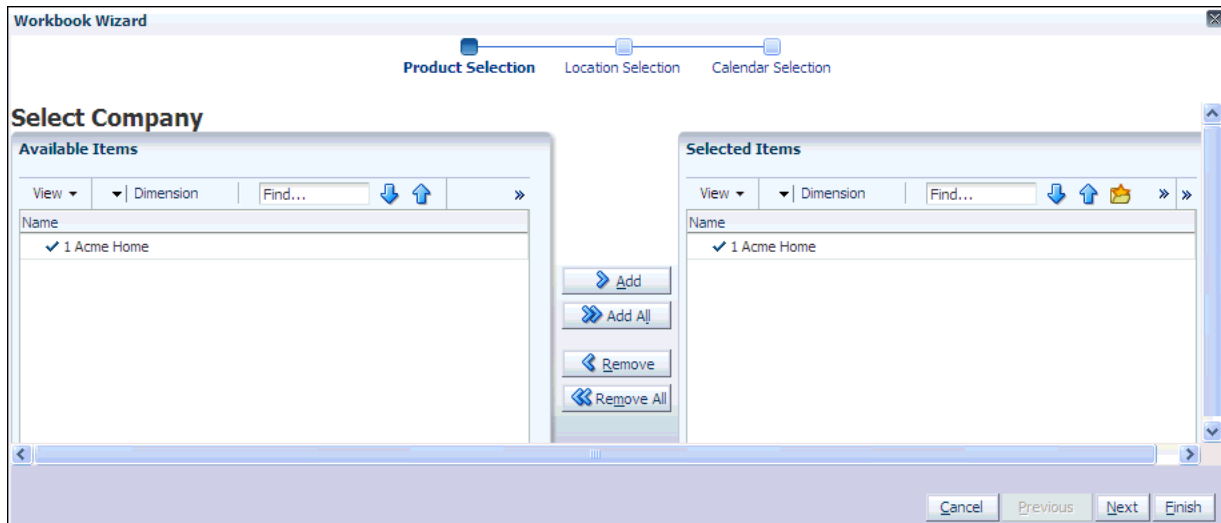 Workbook Wizard
Product Selection Location Selection Calendar Selection
Select Company
Available Items
View Dimension Find... »
Name
1 Acme Home
Add
Add All
Remove
Remove All
Selected Items
View Dimension Find... » »
Name
1 Acme Home
Cancel Previous Next Finish